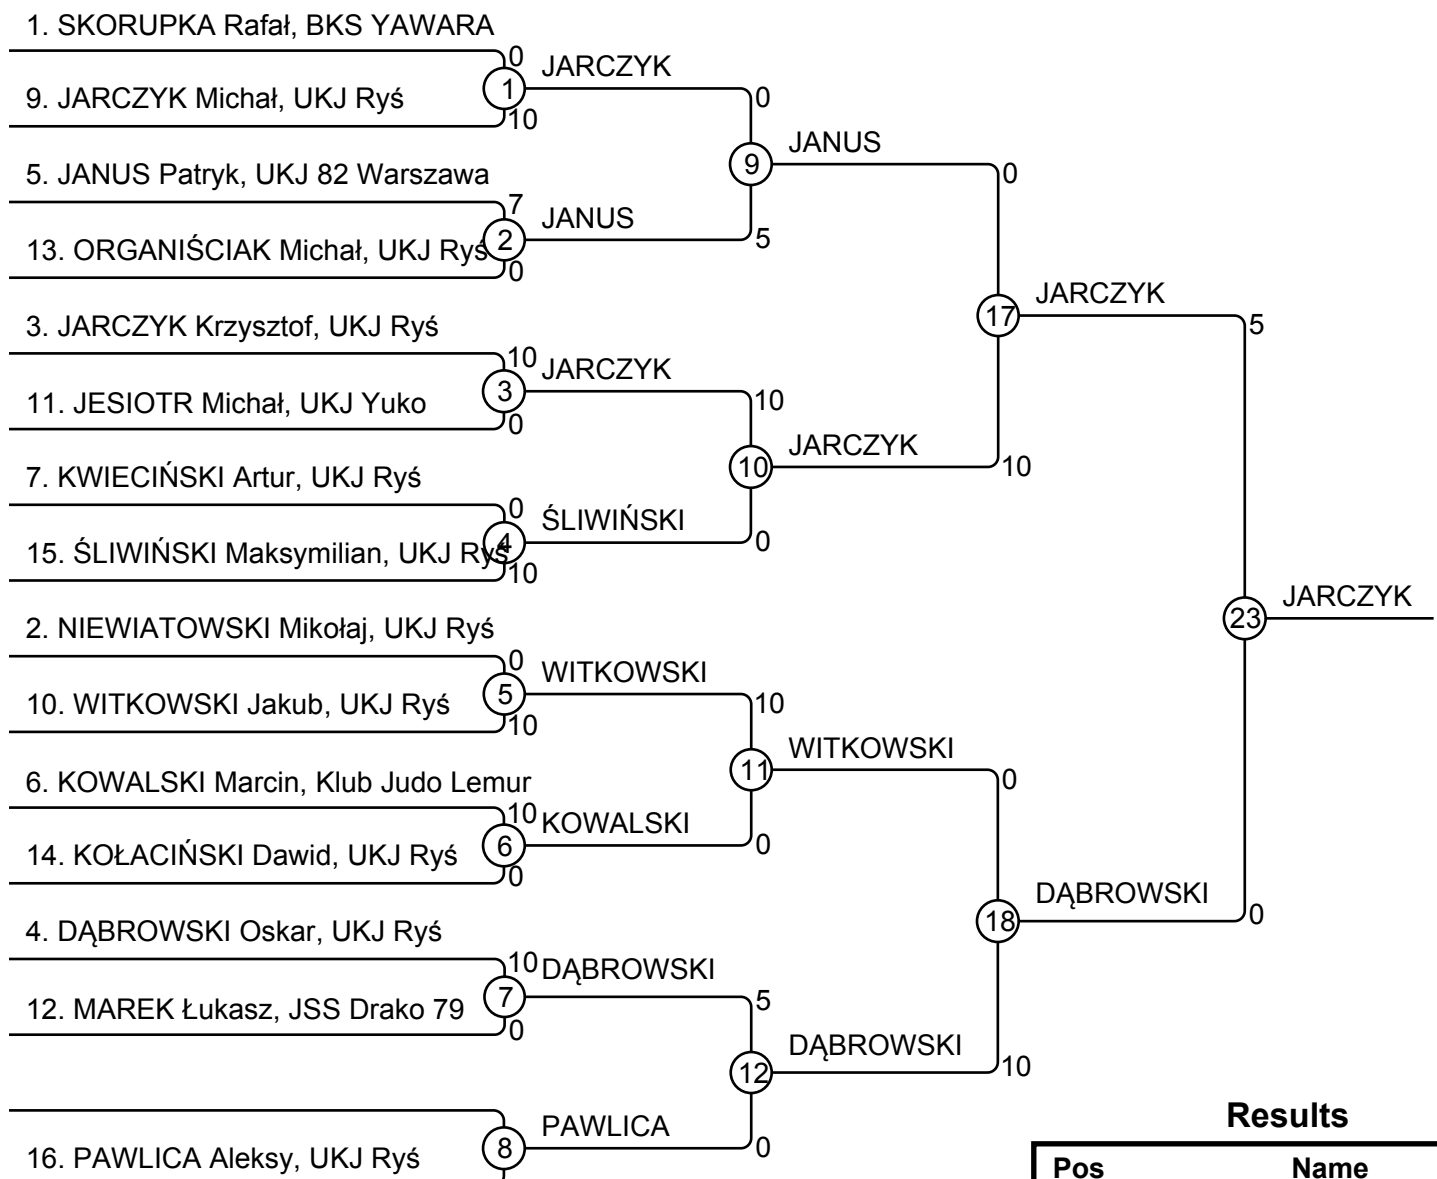 1. SKORUPKA Rafał, BKS YAWARA
0
JARCZYK
1
9. JARCZYK Michał, UKJ Ryś
10
0
JANUS
9
5. JANUS Patryk, UKJ 82 Warszawa
7
JANUS
2
5
13. ORGANIŚCIAK Michał, UKJ Ryś
0
0
JARCZYK
17
3. JARCZYK Krzysztof, UKJ Ryś
10
JARCZYK
3
11. JESIOTR Michał, UKJ Yuko
0
10
JARCZYK
10
10
7. KWIECIŃSKI Artur, UKJ Ryś
0
ŚLIWIŃSKI
4
0
15. ŚLIWIŃSKI Maksymilian, UKJ Ryś
10
5
JARCZYK
23
2. NIEWIATOWSKI Mikołaj, UKJ Ryś
0
WITKOWSKI
5
10. WITKOWSKI Jakub, UKJ Ryś
10
10
WITKOWSKI
11
6. KOWALSKI Marcin, Klub Judo Lemur
10
KOWALSKI
6
0
14. KOŁACIŃSKI Dawid, UKJ Ryś
0
0
DĄBROWSKI
18
0
4. DĄBROWSKI Oskar, UKJ Ryś
10
DĄBROWSKI
7
12. MAREK Łukasz, JSS Drako 79
0
5
DĄBROWSKI
12
10
PAWLICA
8
0
16. PAWLICA Aleksy, UKJ Ryś
Results
Pos Name